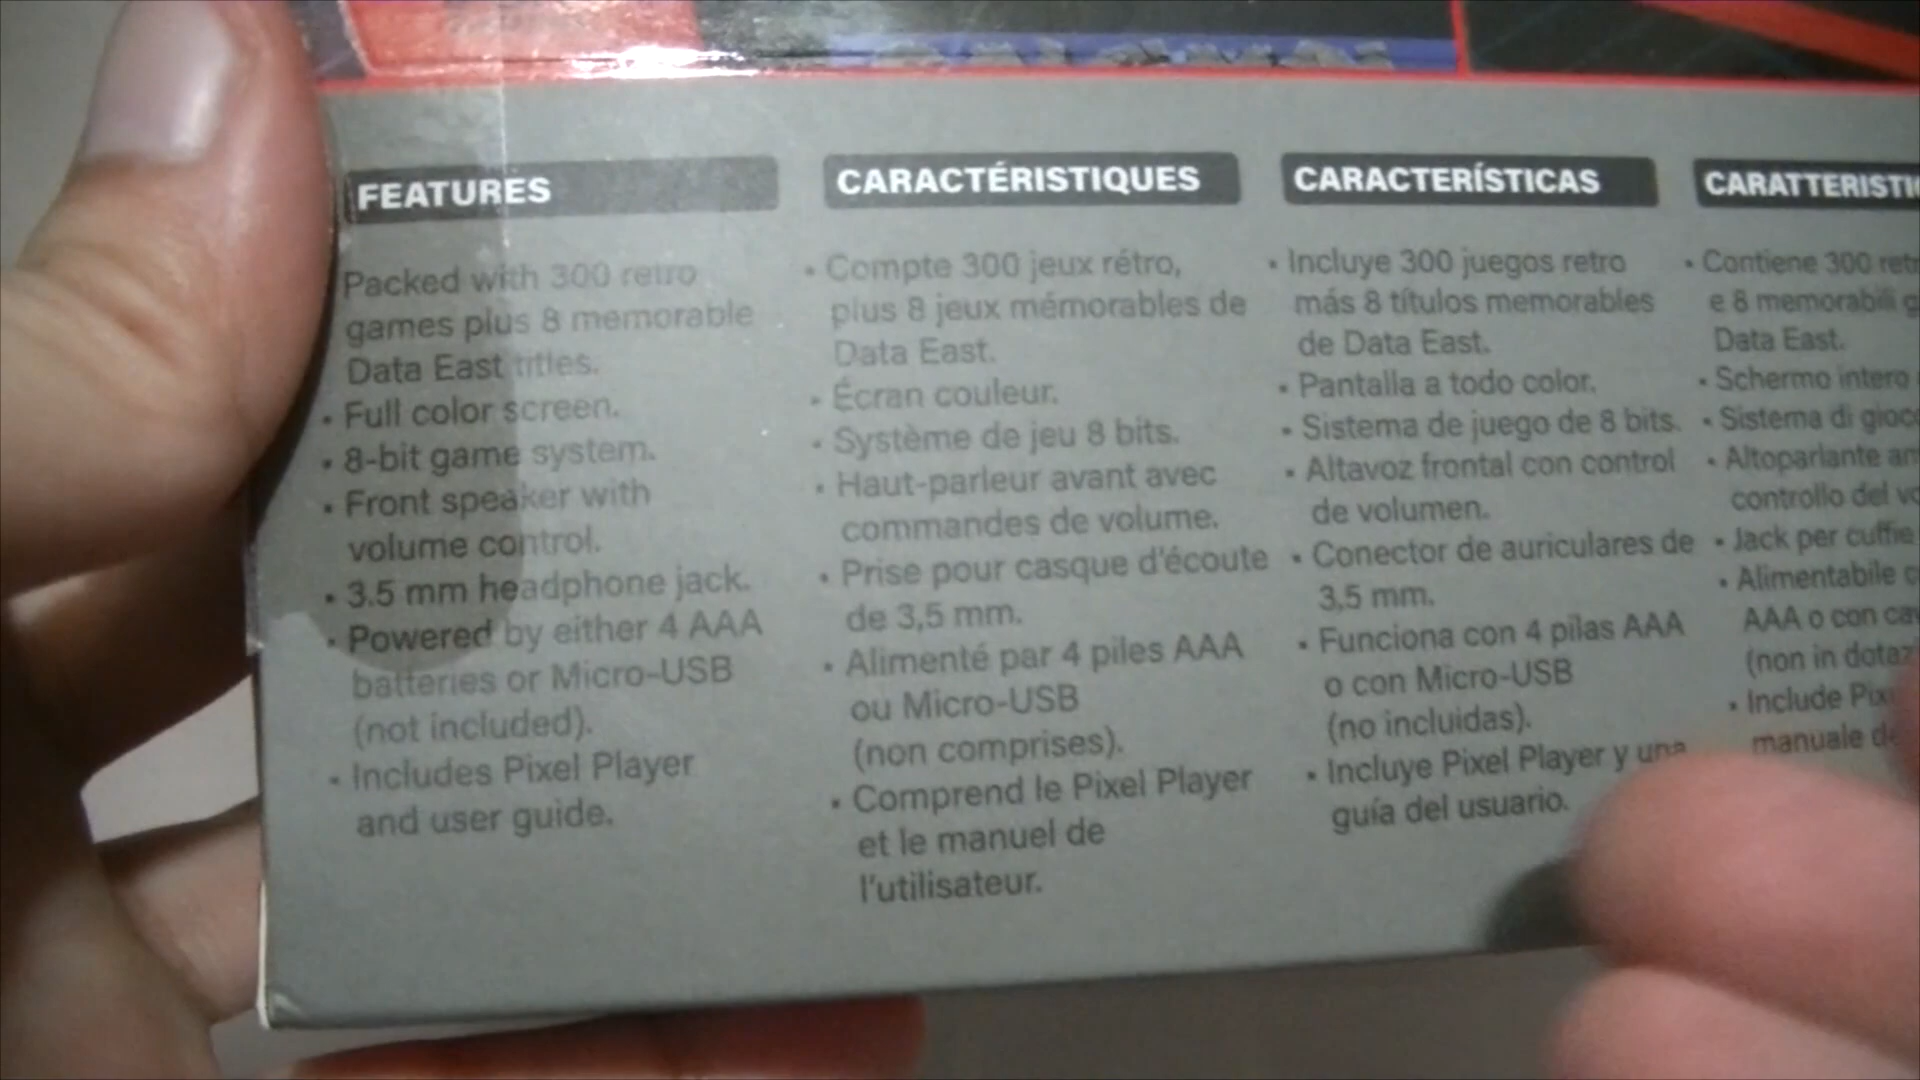 FEATURES
Packed with 300 retro
games plus 8 memorable
Data East titles.
• Full color screen.
• 8-bit game system.
• Front speaker with
volume control.
• 3.5 mm headphone jack.
• Powered by either 4 AAA
batteries or Micro-USB
(not included).
• Includes Pixel Player
and user guide.
CARACTÉRISTIQUES
• Compte 300 jeux rétro,
plus 8 jeux mémorables de
Data East.
• Écran couleur.
• Système de jeu 8 bits.
• Haut-parleur avant avec
commandes de volume.
• Prise pour casque d'écoute
de 3,5 mm.
• Alimenté par 4 piles AAA
ou Micro-USB
(non comprises).
• Comprend le Pixel Player
et le manuel de
l'utilisateur.
CARACTERÍSTICAS
• Incluye 300 juegos retro
más 8 títulos memorables
de Data East.
• Pantalla a todo color.
• Sistema de juego de 8 bits.
• Altavoz frontal con control
de volumen.
• Conector de auriculares de
3,5 mm.
• Funciona con 4 pilas AAA
o con Micro-USB
(no incluidas).
• Incluye Pixel Player y una
guía del usuario.
CARATTERISTI
• Contiene 300 retr
e 8 memorabili g
Data East.
• Schermo intero
• Sistema di gioc
• Altoparlante an
controllo del vo
• Jack per cuffie
• Alimentabile c
AAA o con cav
(non in dotaz
• Include Pix
manuale d